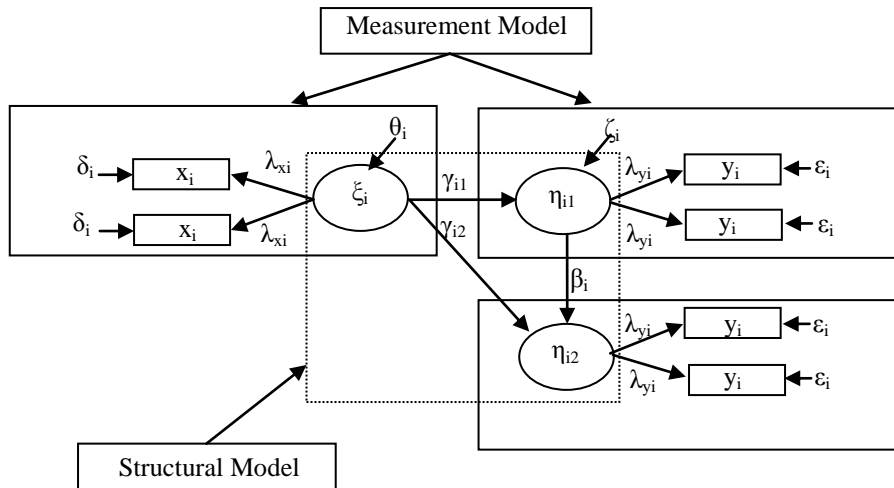 Measurement Model
θᵢ
ζᵢ
δᵢ
xᵢ
λₓᵢ
ξᵢ
γᵢ₁
ηᵢ₁
λyᵢ
yᵢ
εᵢ
δᵢ
xᵢ
λₓᵢ
γᵢ₂
λyᵢ
yᵢ
εᵢ
βᵢ
ηᵢ₂
λyᵢ
yᵢ
εᵢ
λyᵢ
yᵢ
εᵢ
Structural Model